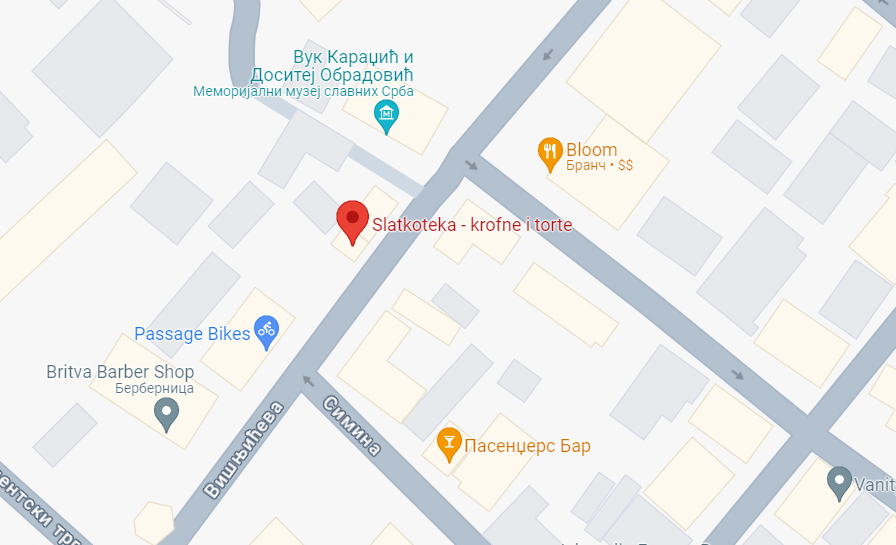 Вук Караџић и
Доситеј Обрадовић
Меморијални музеј славних Срба
Bloom
Бранч • $$
Slatkoteka - krofne i torte
Passage Bikes
Britva Barber Shop
Берберница
Вишњићева
Симина
Пасенџерс Бар